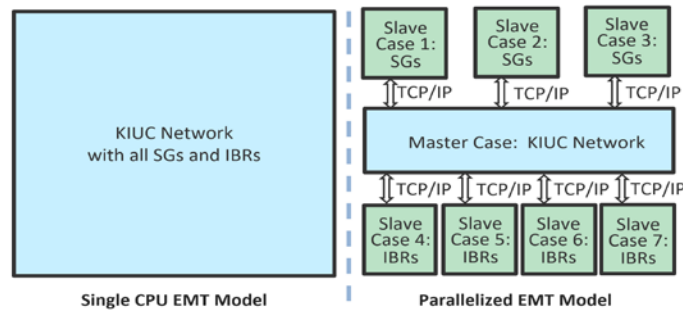 KIUC Network
with all SGs and IBRs
Single CPU EMT Model
Slave
Case 1:
SGs
Slave
Case 2:
SGs
Slave
Case 3:
SGs
TCP/IP
TCP/IP
TCP/IP
Master Case: KIUC Network
TCP/IP
TCP/IP
TCP/IP
TCP/IP
Slave
Case 4:
IBRs
Slave
Case 5:
IBRs
Slave
Case 6:
IBRs
Slave
Case 7:
IBRs
Parallelized EMT Model